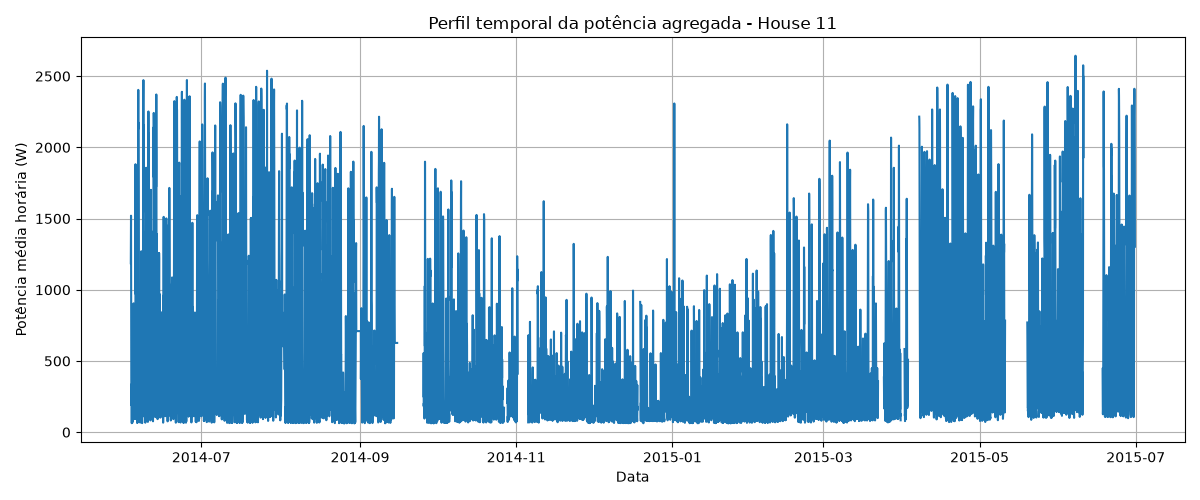 Perfil temporal da potência agregada - House 11
Potência média horária (W)
2500
2000
1500
1000
500
0
2014-07 2014-09 2014-11 2015-01 2015-03 2015-05 2015-07
Data